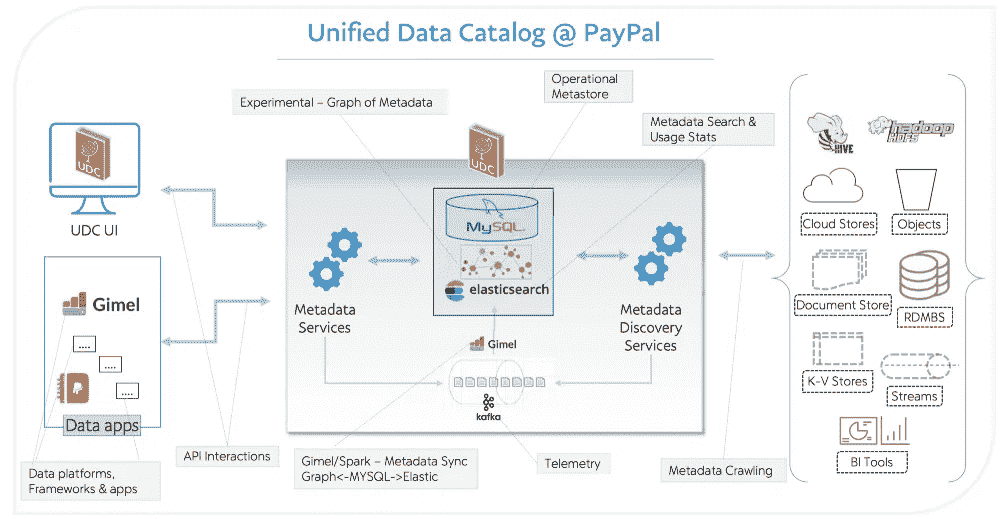 Unified Data Catalog @ PayPal
Experimental – Graph of Metadata
Operational
Metastore
Metadata Search &
Usage Stats
UDC
UDC UI
UDC
MySQL
elasticsearch
Metadata
Services
Metadata
Discovery
Services
Gimel
kafka
Gimel
....
....
....
Data apps
Data platforms,
Frameworks & apps
API Interactions
Gimel/Spark – Metadata Sync
Graph<-MYSQL->Elastic
Telemetry
Metadata Crawling
HIVE
hadoop
HDFS
Cloud Stores
Objects
Document Store
RDMBS
K-V Stores
Streams
BI Tools